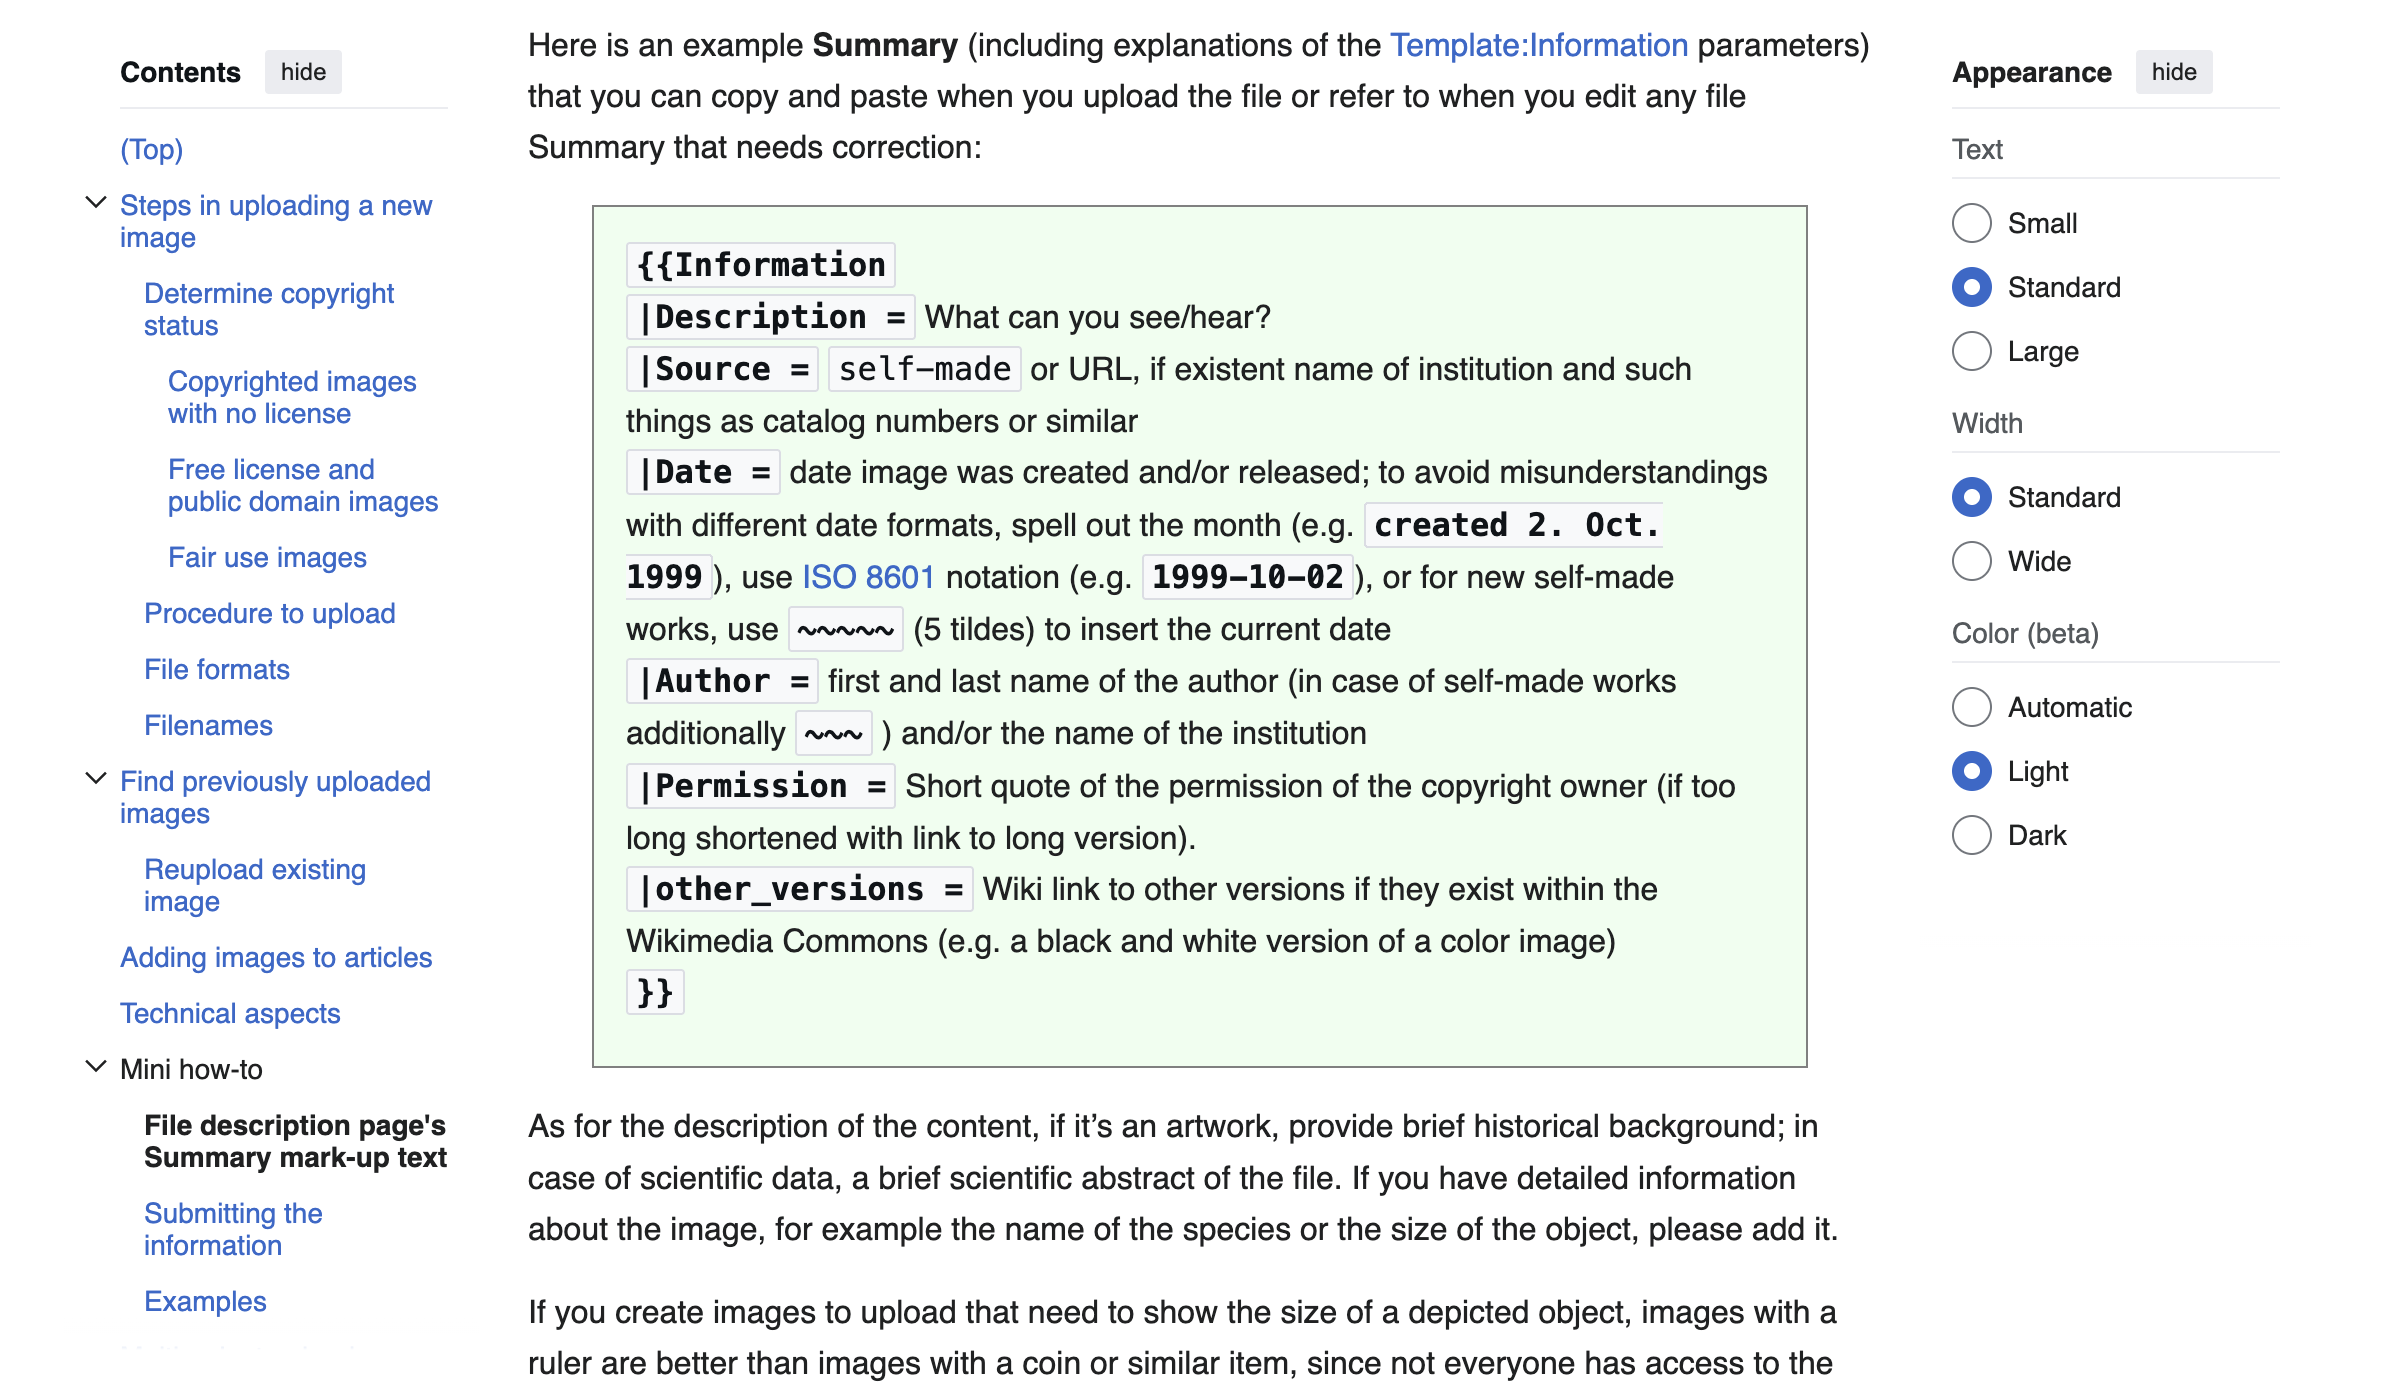 Contents hide
(Top)
Steps in uploading a new
image
Determine copyright
status
Copyrighted images
with no license
Free license and
public domain images
Fair use images
Procedure to upload
File formats
Filenames
Find previously uploaded
images
Reupload existing
image
Adding images to articles
Technical aspects
Mini how-to
File description page's
Summary mark-up text
Submitting the
information
Examples
Here is an example Summary (including explanations of the Template:Information parameters)
that you can copy and paste when you upload the file or refer to when you edit any file
Summary that needs correction:
{{Information
|Description = What can you see/hear?
|Source = self-made or URL, if existent name of institution and such
things as catalog numbers or similar
|Date = date image was created and/or released; to avoid misunderstandings
with different date formats, spell out the month (e.g. created 2. Oct.
1999), use ISO 8601 notation (e.g. 1999-10-02), or for new self-made
works, use ~~~~~ (5 tildes) to insert the current date
|Author = first and last name of the author (in case of self-made works
additionally ~~~ ) and/or the name of the institution
|Permission = Short quote of the permission of the copyright owner (if too
long shortened with link to long version).
|other_versions = Wiki link to other versions if they exist within the
Wikimedia Commons (e.g. a black and white version of a color image)
}}
As for the description of the content, if it’s an artwork, provide brief historical background; in
case of scientific data, a brief scientific abstract of the file. If you have detailed information
about the image, for example the name of the species or the size of the object, please add it.
If you create images to upload that need to show the size of a depicted object, images with a
ruler are better than images with a coin or similar item, since not everyone has access to the
Appearance hide
Text
Small
Standard
Large
Width
Standard
Wide
Color (beta)
Automatic
Light
Dark